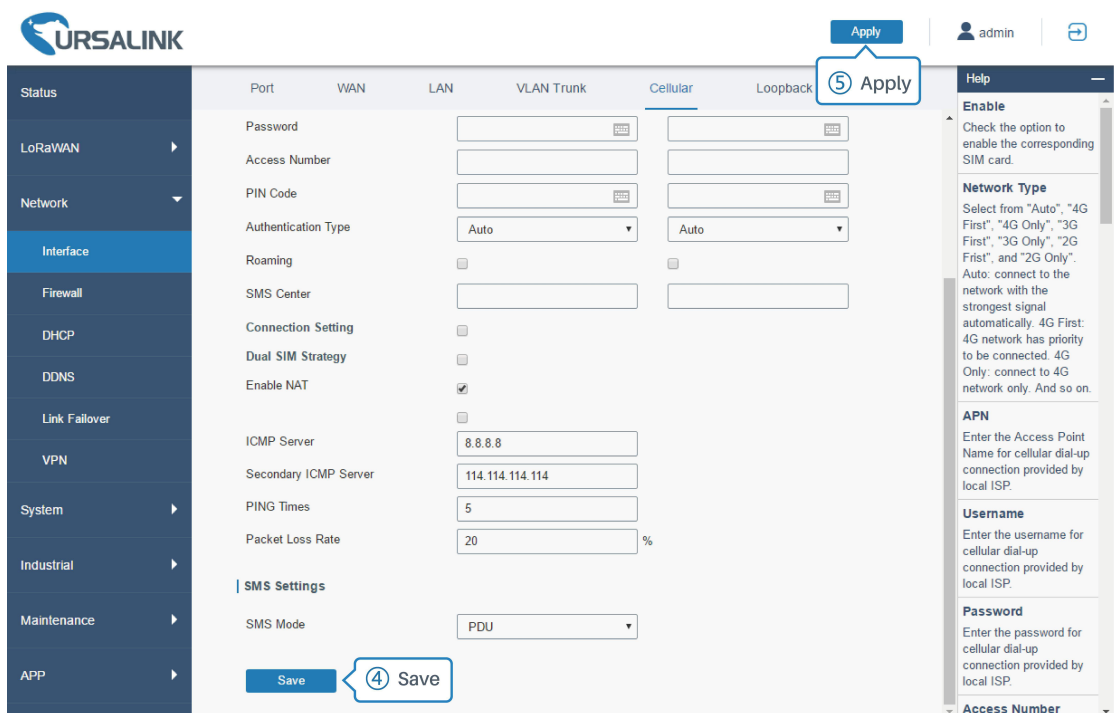 URSALINK
Apply
admin
⑤ Apply
Status
LoRaWAN
Network
Interface
Firewall
DHCP
DDNS
Link Failover
VPN
System
Industrial
Maintenance
APP
Port WAN LAN VLAN Trunk Cellular Loopback
Password
Access Number
PIN Code
Authentication Type Auto Auto
Roaming
SMS Center
Connection Setting
Dual SIM Strategy
Enable NAT
ICMP Server 8.8.8.8
Secondary ICMP Server 114.114.114.114
PING Times 5
Packet Loss Rate 20 %
SMS Settings
SMS Mode PDU
Save
④ Save
Help
Enable
Check the option to
enable the corresponding
SIM card.
Network Type
Select from "Auto", "4G
First", "4G Only", "3G
First", "3G Only", "2G
Frist", and "2G Only".
Auto: connect to the
network with the
strongest signal
automatically. 4G First:
4G network has priority
to be connected. 4G
Only: connect to 4G
network only. And so on.
APN
Enter the Access Point
Name for cellular dial-up
connection provided by
local ISP.
Username
Enter the username for
cellular dial-up
connection provided by
local ISP.
Password
Enter the password for
cellular dial-up
connection provided by
local ISP.
Access Number